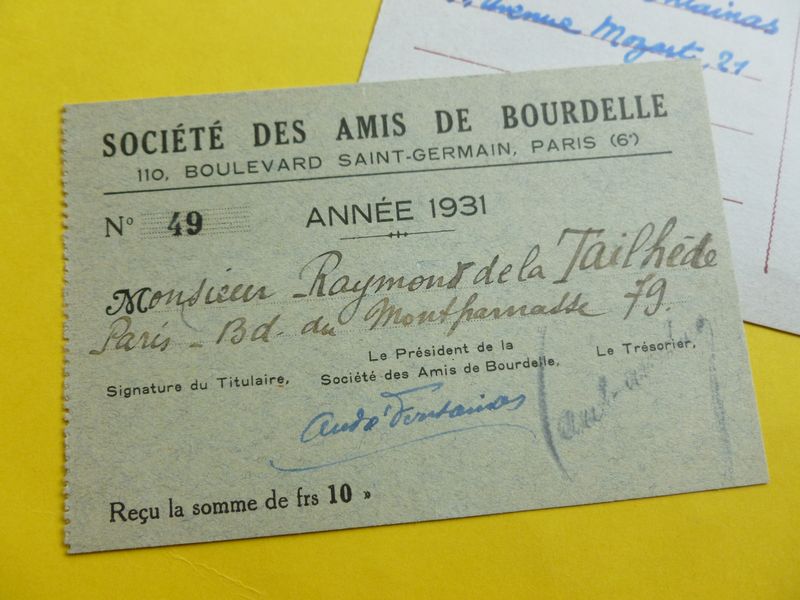 Avenue Mozart, 21
SOCIÉTÉ DES AMIS DE BOURDELLE
110, BOULEVARD SAINT-GERMAIN, PARIS (6e)
No 49
ANNÉE 1931
Monsieur Raymond de la Tailhède
Paris - Bd. du Montparnasse 79.
Signature du Titulaire,
Le Président de la
Société des Amis de Bourdelle,
Le Trésorier,
André Fontainas
Reçu la somme de frs 10 »